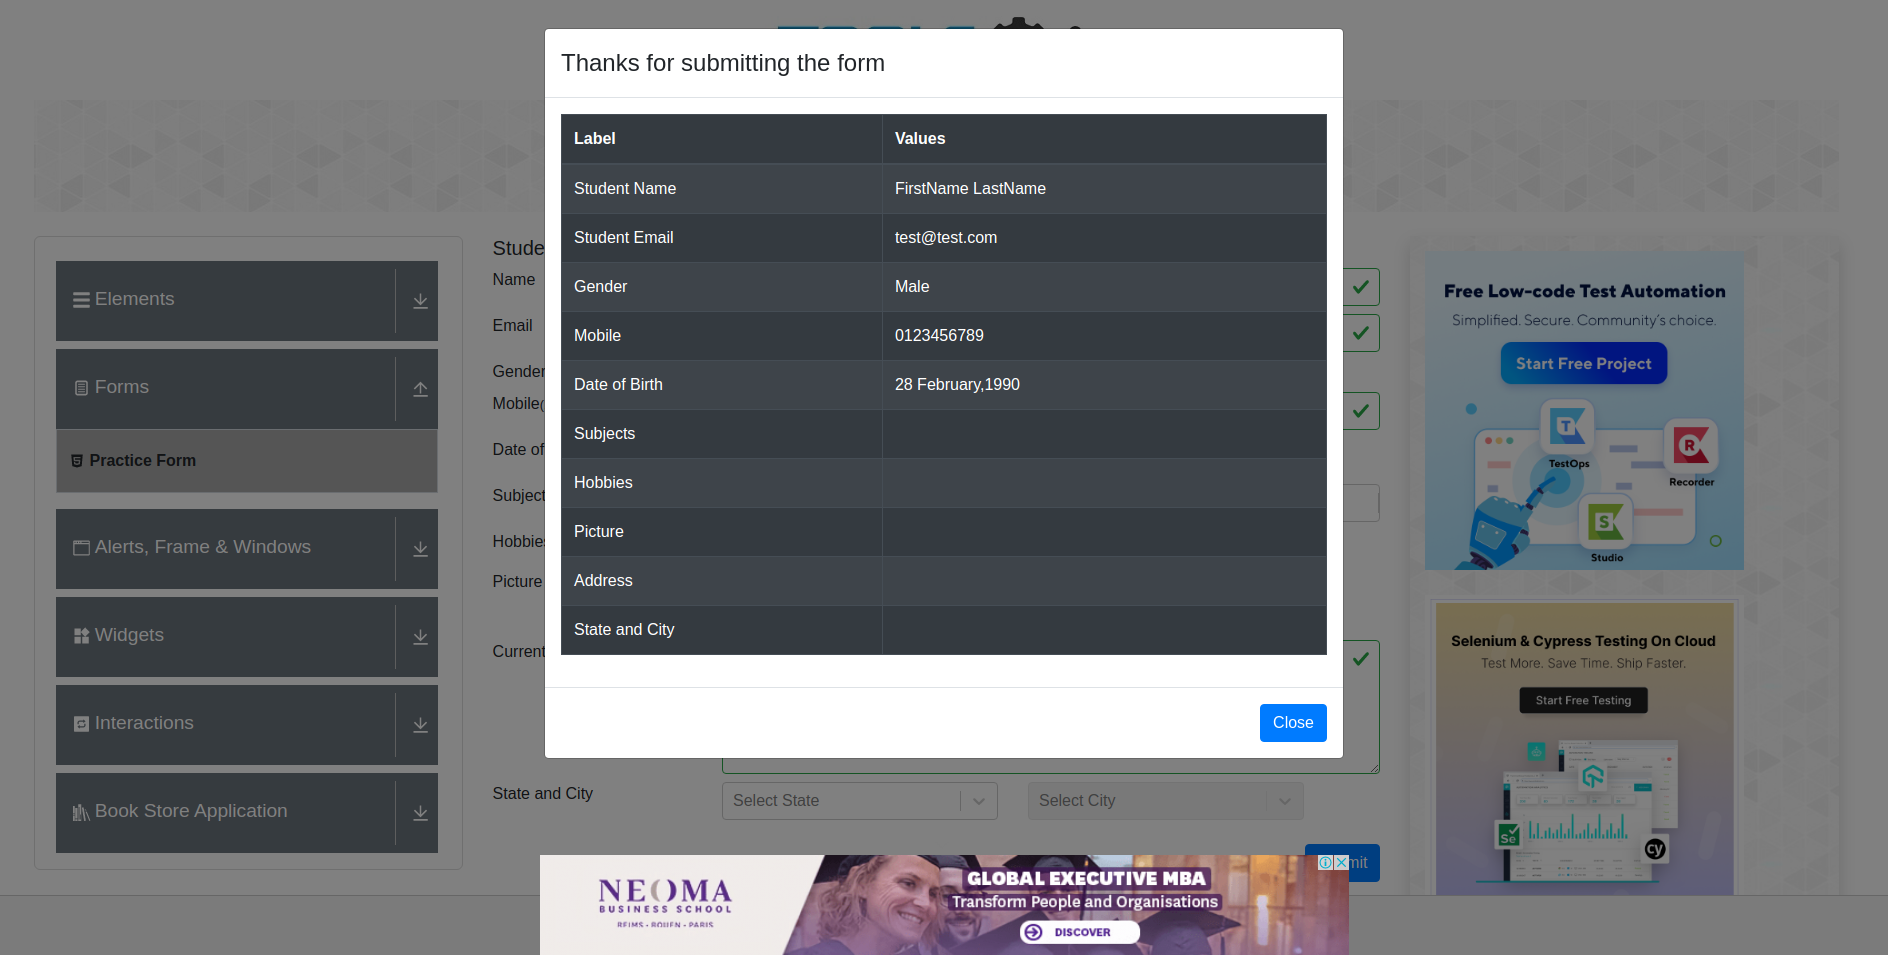 Thanks for submitting the form
Label Values
Student Name FirstName LastName
Student Email test@test.com
Gender Male
Mobile 0123456789
Date of Birth 28 February,1990
Subjects
Hobbies
Picture
Address
State and City
Close
Elements
Forms
Practice Form
Alerts, Frame & Windows
Widgets
Interactions
Book Store Application
Stude
Name
Email
Gender
Mobile(
Date of
Subject
Hobbies
Picture
Current
State and City Select State Select City
mit
Free Low-code Test Automation
Simplified. Secure. Community's choice.
Start Free Project
T
TestOps
R
Recorder
S
Studio
Selenium & Cypress Testing On Cloud
Test More. Save Time. Ship Faster.
Start Free Testing
Se
cy
NEOMA
BUSINESS SCHOOL
REIMS • ROUEN • PARIS
GLOBAL EXECUTIVE MBA
Transform People and Organisations
DISCOVER